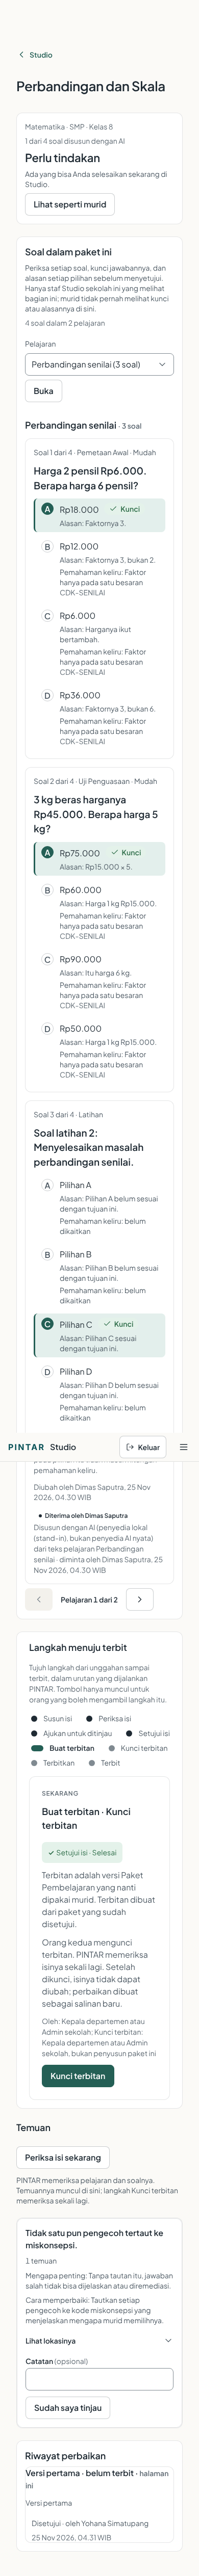 Studio
Perbandingan dan Skala
Matematika · SMP · Kelas 8
1 dari 4 soal disusun dengan AI
Perlu tindakan
Ada yang bisa Anda selesaikan sekarang di
Studio.
Lihat seperti murid
Soal dalam paket ini
Periksa setiap soal, kunci jawabannya, dan
alasan setiap pilihan sebelum menyetujui.
Hanya staf Studio sekolah ini yang melihat
bagian ini; murid tidak pernah melihat kunci
atau alasannya di sini.
4 soal dalam 2 pelajaran
Pelajaran
Perbandingan senilai (3 soal)
Buka
Perbandingan senilai · 3 soal
Soal 1 dari 4 · Pemetaan Awal · Mudah
Harga 2 pensil Rp6.000.
Berapa harga 6 pensil?
A Rp18.000 Kunci
Alasan: Faktornya 3.
B Rp12.000
Alasan: Faktornya 3, bukan 2.
Pemahaman keliru: Faktor
hanya pada satu besaran
CDK-SENILAI
C Rp6.000
Alasan: Harganya ikut
bertambah.
Pemahaman keliru: Faktor
hanya pada satu besaran
CDK-SENILAI
D Rp36.000
Alasan: Faktornya 3, bukan 6.
Pemahaman keliru: Faktor
hanya pada satu besaran
CDK-SENILAI
Soal 2 dari 4 · Uji Penguasaan · Mudah
3 kg beras harganya
Rp45.000. Berapa harga 5
kg?
A Rp75.000 Kunci
Alasan: Rp15.000 × 5.
B Rp60.000
Alasan: Harga 1 kg Rp15.000.
Pemahaman keliru: Faktor
hanya pada satu besaran
CDK-SENILAI
C Rp90.000
Alasan: Itu harga 6 kg.
Pemahaman keliru: Faktor
hanya pada satu besaran
CDK-SENILAI
D Rp50.000
Alasan: Harga 1 kg Rp15.000.
Pemahaman keliru: Faktor
hanya pada satu besaran
CDK-SENILAI
Soal 3 dari 4 · Latihan
Soal latihan 2:
Menyelesaikan masalah
perbandingan senilai.
A Pilihan A
Alasan: Pilihan A belum sesuai
dengan tujuan ini.
Pemahaman keliru: belum
dikaitkan
B Pilihan B
Alasan: Pilihan B belum sesuai
dengan tujuan ini.
Pemahaman keliru: belum
dikaitkan
C Pilihan C Kunci
Alasan: Pilihan C sesuai
dengan tujuan ini.
D Pilihan D
Alasan: Pilihan D belum sesuai
dengan tujuan ini.
Pemahaman keliru: belum
dikaitkan
PINTAR Studio Keluar
pemahaman keliru.
Diubah oleh Dimas Saputra, 25 Nov
2026, 04.30 WIB
Diterima oleh Dimas Saputra
Disusun dengan AI (penyedia lokal
(stand-in), bukan penyedia AI nyata)
dari teks pelajaran Perbandingan
senilai · diminta oleh Dimas Saputra, 25
Nov 2026, 04.30 WIB
Pelajaran 1 dari 2
Langkah menuju terbit
Tujuh langkah dari unggahan sampai
terbit, dalam urutan yang dijalankan
PINTAR. Tombol hanya muncul untuk
orang yang boleh mengambil langkah itu.
Susun isi Periksa isi
Ajukan untuk ditinjau Setujui isi
Buat terbitan Kunci terbitan
Terbitkan Terbit
SEKARANG
Buat terbitan · Kunci
terbitan
Setujui isi · Selesai
Terbitan adalah versi Paket
Pembelajaran yang nanti
dipakai murid. Terbitan dibuat
dari paket yang sudah
disetujui.
Orang kedua mengunci
terbitan. PINTAR memeriksa
isinya sekali lagi. Setelah
dikunci, isinya tidak dapat
diubah; perbaikan dibuat
sebagai salinan baru.
Oleh: Kepala departemen atau
Admin sekolah; Kunci terbitan:
Kepala departemen atau Admin
sekolah, bukan penyusun paket ini
Kunci terbitan
Temuan
Periksa isi sekarang
PINTAR memeriksa pelajaran dan soalnya.
Temuannya muncul di sini; langkah Kunci terbitan
memeriksa sekali lagi.
Tidak satu pun pengecoh tertaut ke
miskonsepsi.
1 temuan
Mengapa penting: Tanpa tautan itu, jawaban
salah tidak bisa dijelaskan atau diremediasi.
Cara memperbaiki: Tautkan setiap
pengecoh ke kode miskonsepsi yang
menjelaskan mengapa murid memilihnya.
Lihat lokasinya
Catatan (opsional)
Sudah saya tinjau
Riwayat perbaikan
Versi pertama · belum terbit · halaman
ini
Versi pertama
Disetujui · oleh Yohana Simatupang
25 Nov 2026, 04.31 WIB